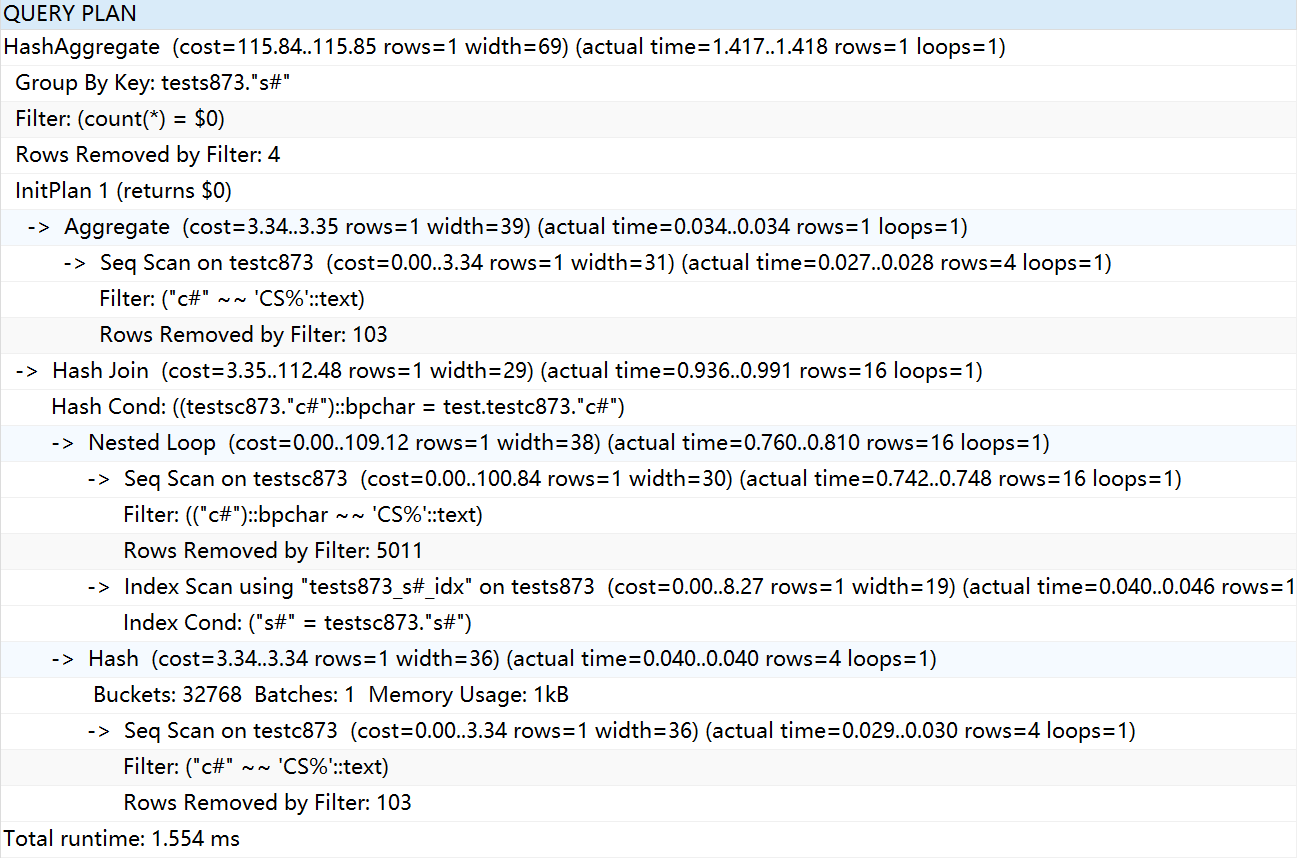 QUERY PLAN
HashAggregate (cost=115.84..115.85 rows=1 width=69) (actual time=1.417..1.418 rows=1 loops=1)
Group By Key: tests873."s#"
Filter: (count(*) = $0)
Rows Removed by Filter: 4
InitPlan 1 (returns $0)
-> Aggregate (cost=3.34..3.35 rows=1 width=39) (actual time=0.034..0.034 rows=1 loops=1)
-> Seq Scan on testc873 (cost=0.00..3.34 rows=1 width=31) (actual time=0.027..0.028 rows=4 loops=1)
Filter: ("c#" ~~ 'CS%'::text)
Rows Removed by Filter: 103
-> Hash Join (cost=3.35..112.48 rows=1 width=29) (actual time=0.936..0.991 rows=16 loops=1)
Hash Cond: ((testsc873."c#")::bpchar = test.testc873."c#")
-> Nested Loop (cost=0.00..109.12 rows=1 width=38) (actual time=0.760..0.810 rows=16 loops=1)
-> Seq Scan on testsc873 (cost=0.00..100.84 rows=1 width=30) (actual time=0.742..0.748 rows=16 loops=1)
Filter: (("c#")::bpchar ~~ 'CS%'::text)
Rows Removed by Filter: 5011
-> Index Scan using "tests873_s#_idx" on tests873 (cost=0.00..8.27 rows=1 width=19) (actual time=0.040..0.046 rows=1
Index Cond: ("s#" = testsc873."s#")
-> Hash (cost=3.34..3.34 rows=1 width=36) (actual time=0.040..0.040 rows=4 loops=1)
Buckets: 32768 Batches: 1 Memory Usage: 1kB
-> Seq Scan on testc873 (cost=0.00..3.34 rows=1 width=36) (actual time=0.029..0.030 rows=4 loops=1)
Filter: ("c#" ~~ 'CS%'::text)
Rows Removed by Filter: 103
Total runtime: 1.554 ms